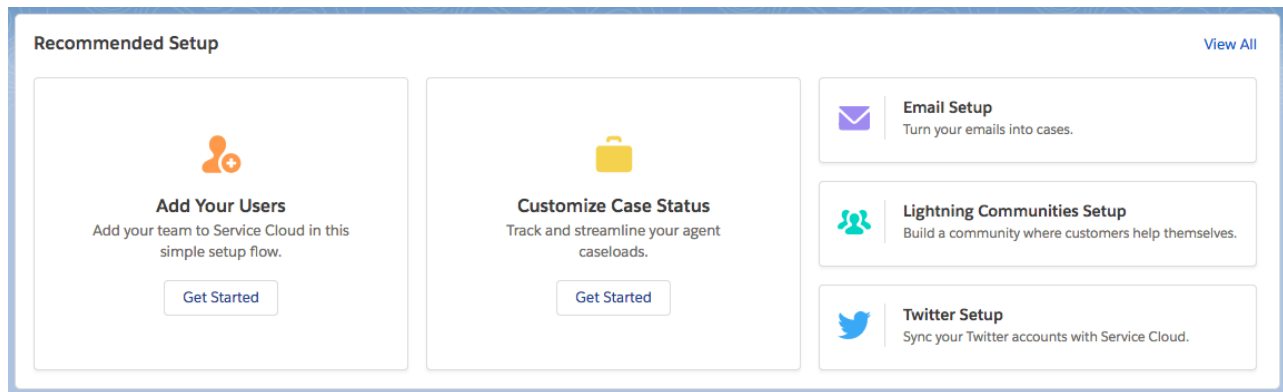 Recommended Setup
View All
Add Your Users
Add your team to Service Cloud in this
simple setup flow.
Get Started
Customize Case Status
Track and streamline your agent
caseloads.
Get Started
Email Setup
Turn your emails into cases.
Lightning Communities Setup
Build a community where customers help themselves.
Twitter Setup
Sync your Twitter accounts with Service Cloud.